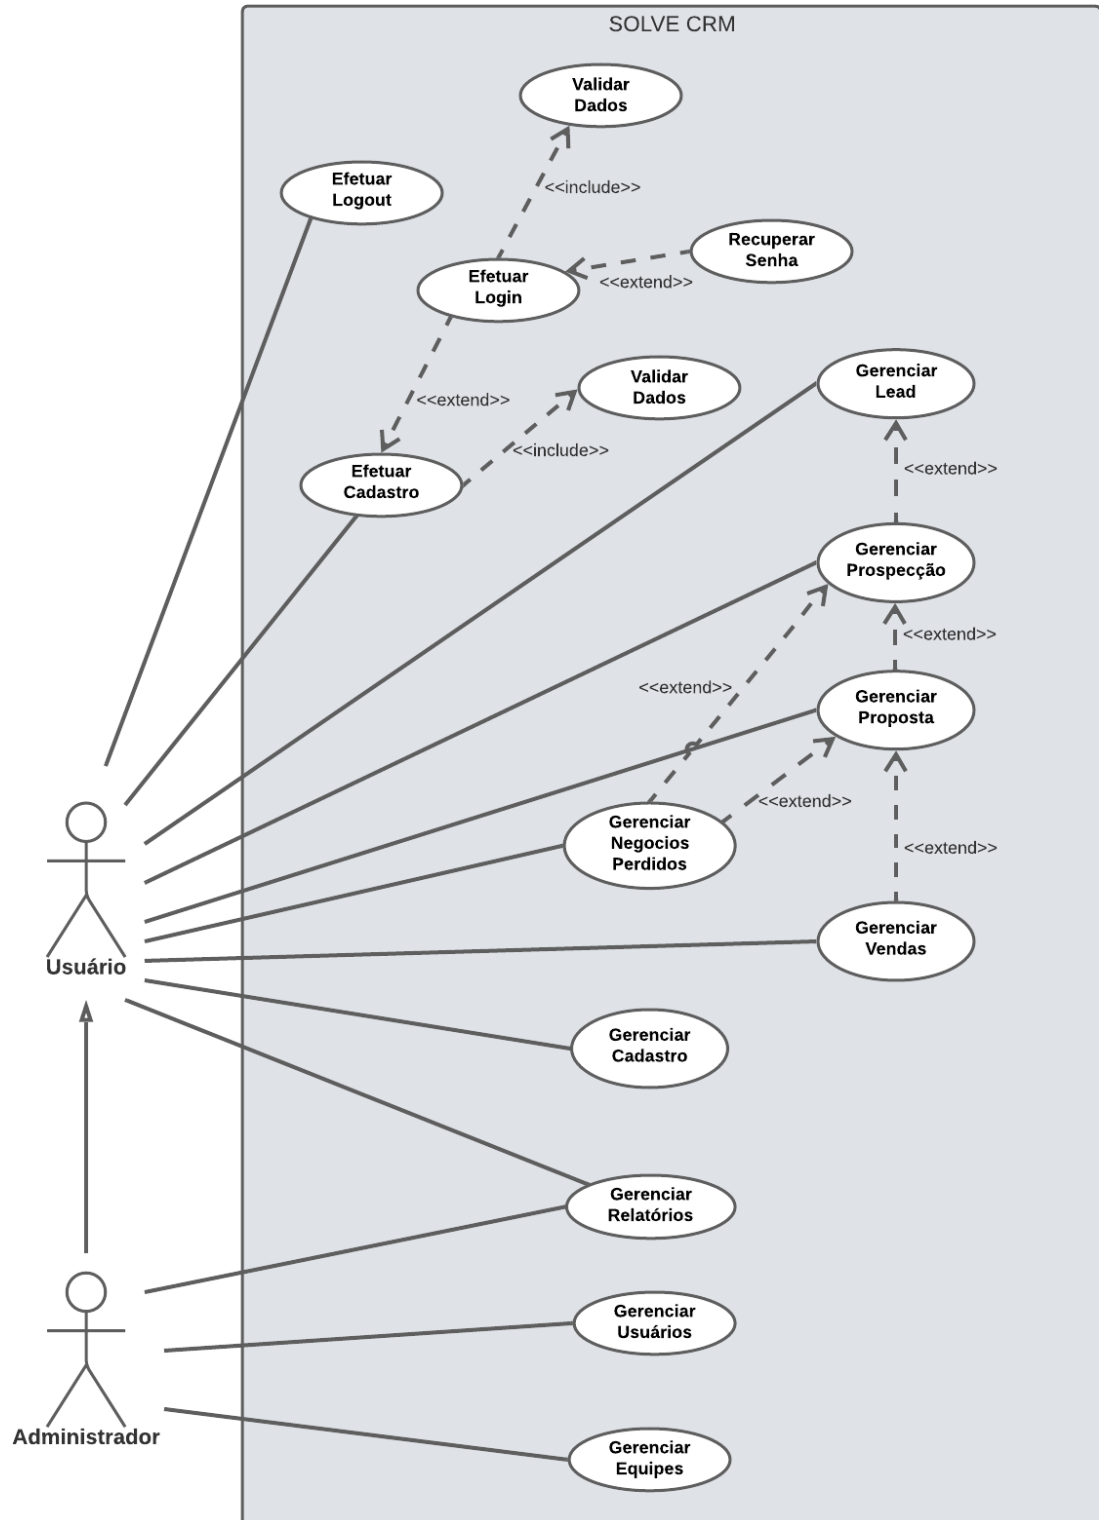 SOLVE CRM
Validar
Dados
Efetuar
Logout
<<include>>
Recuperar
Senha
Efetuar
Login
<<extend>>
Validar
Dados
Gerenciar
Lead
<<extend>>
<<include>>
Efetuar
Cadastro
<<extend>>
Gerenciar
Prospecção
<<extend>>
<<extend>>
Gerenciar
Proposta
<<extend>>
Gerenciar
Negocios
Perdidos
<<extend>>
Gerenciar
Vendas
Usuário
Gerenciar
Cadastro
Gerenciar
Relatórios
Gerenciar
Usuários
Administrador
Gerenciar
Equipes